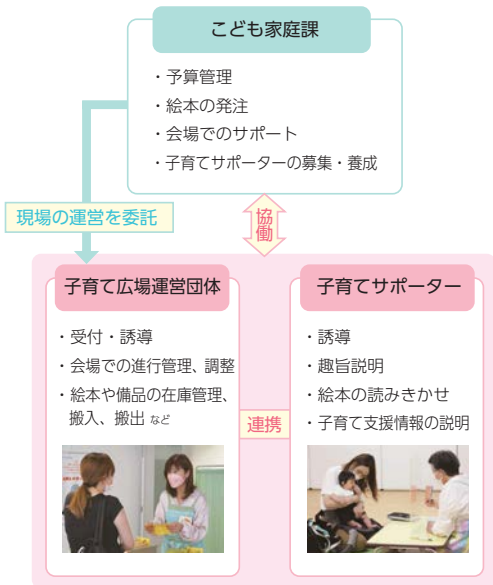 こども家庭課
・予算管理
・絵本の発注
・会場でのサポート
・子育てサポーターの募集・養成
現場の運営を委託
協働
子育て広場運営団体
・受付・誘導
・会場での進行管理、調整
・絵本や備品の在庫管理、
搬入、搬出 など
連携
子育てサポーター
・誘導
・趣旨説明
・絵本の読みきかせ
・子育て支援情報の説明